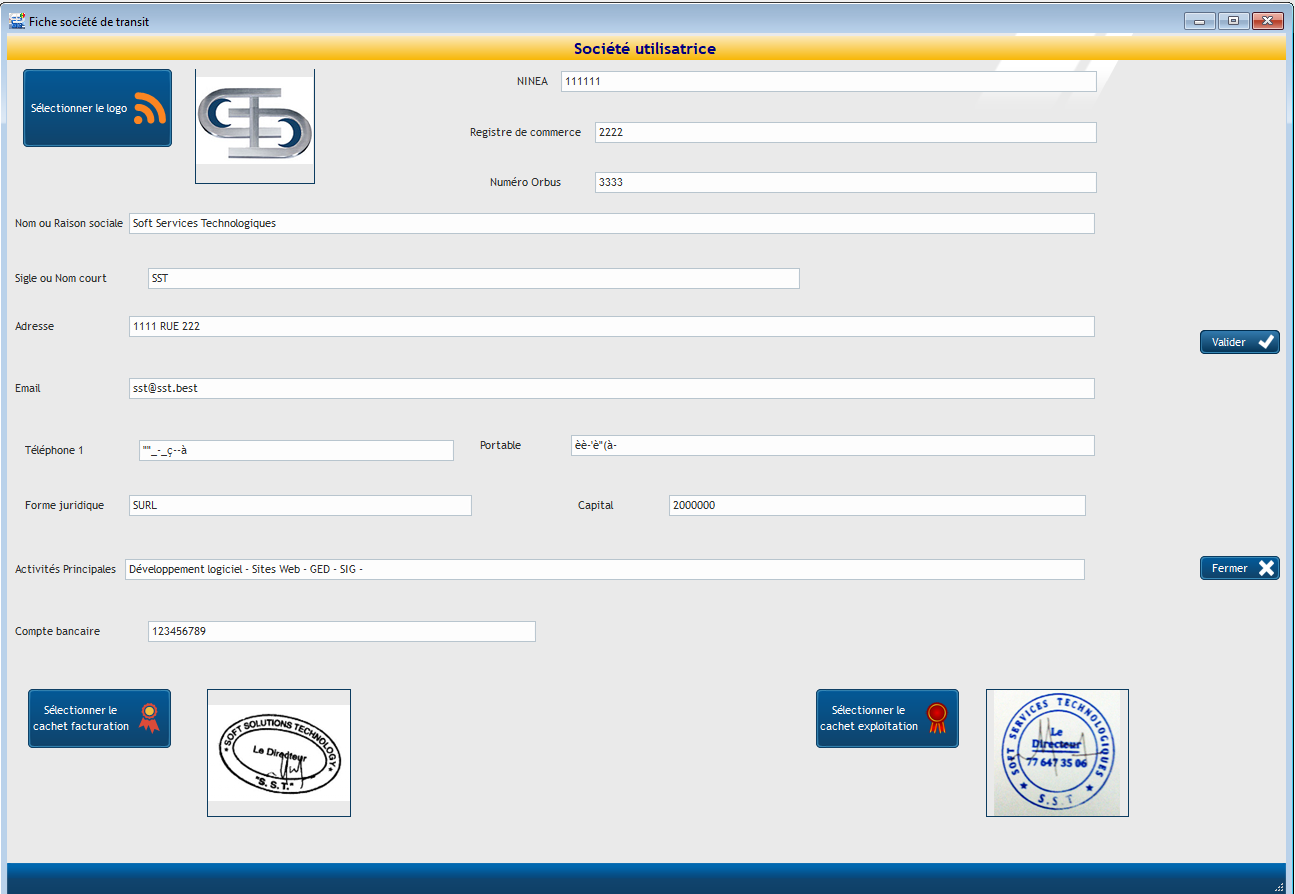 Fiche société de transit
Société utilisatrice
Sélectionner le logo
NINEA 111111
Registre de commerce 2222
Numéro Orbus 3333
Nom ou Raison sociale Soft Services Technologiques
Sigle ou Nom court SST
Adresse 1111 RUE 222
Valider
Email sst@sst.best
Téléphone 1 ""_-_ç--à
Portable èè-'è"(à-
Forme juridique SURL
Capital 2000000
Activités Principales Développement logiciel - Sites Web - GED - SIG -
Fermer
Compte bancaire 123456789
Sélectionner le
cachet facturation
SOFT SOLUTIONS TECHNOLOGY
Le Directeur
"S.S.T."
Sélectionner le
cachet exploitation
SOFT SERVICES TECHNOLOGIQUES
Le
Directeur
77 647 35 06
S.S.T